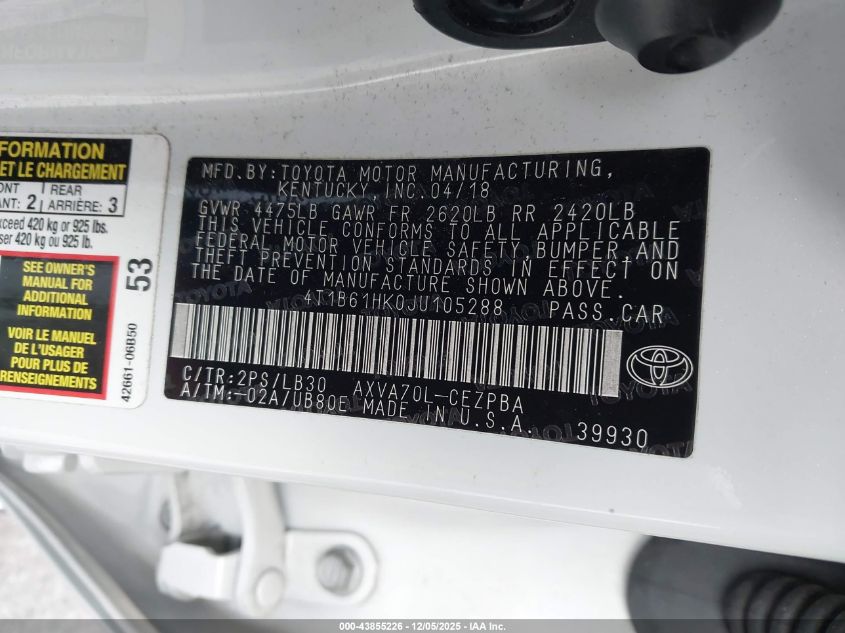 FORMATION
ET LE CHARGEMENT
ONT REAR
ANT: 2 ARRIÈRE: 3
xceed 420 kg or 925 lbs.
ser 420 kg ou 925 lb.
SEE OWNER'S
MANUAL FOR
ADDITIONAL
INFORMATION
VOIR LE MANUEL
DE L'USAGER
POUR PLUS DE
RENSEIGNEMENTS
53
42661-06B50
MFD.BY:TOYOTA MOTOR MANUFACTURING,
KENTUCKY, INC.04/18
GVWR 4475LB GAWR FR 2620LB RR 2420LB
THIS VEHICLE CONFORMS TO ALL APPLICABLE
FEDERAL MOTOR VEHICLE SAFETY,BUMPER,AND
THEFT PREVENTION STANDARDS IN EFFECT ON
THE DATE OF MANUFACTURE SHOWN ABOVE.
4T1B61HK0JU105288 PASS.CAR
C/TR:2PS/LB30 AXVA70L-CEZPBA
A/TM:-02A/UB80E MADE IN U.S.A.
39930
TOYOTA
000-43855226 - 12/05/2025 - IAA Inc.